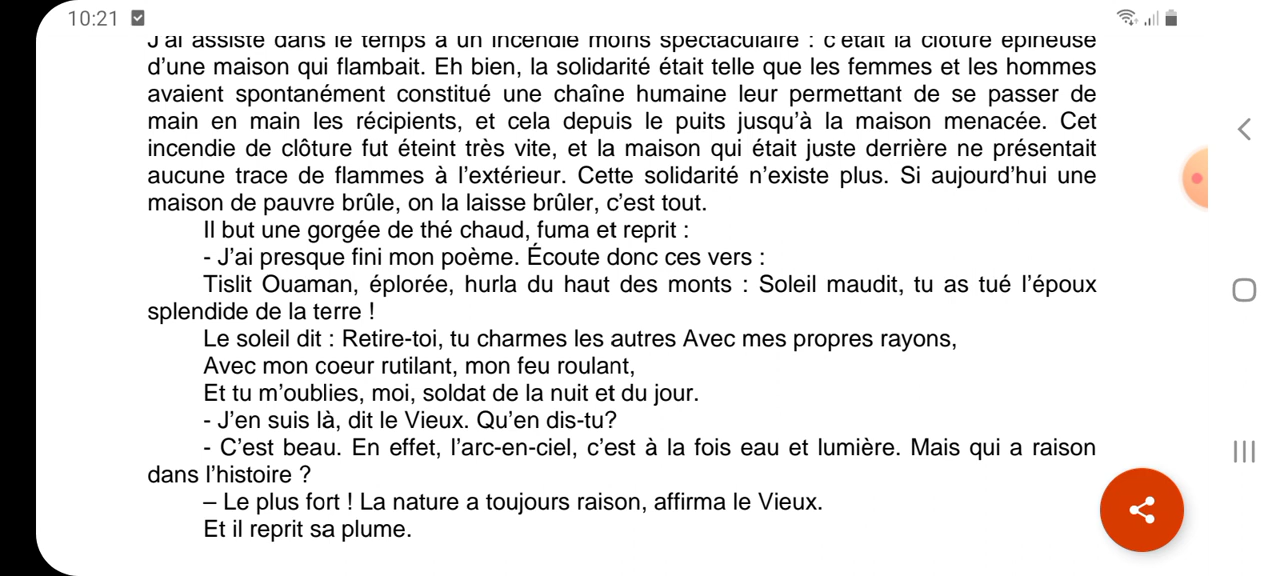 10:21
J'ai assisté dans le temps à un incendie moins spectaculaire : c'était la clôture épineuse
d'une maison qui flambait. Eh bien, la solidarité était telle que les femmes et les hommes
avaient spontanément constitué une chaîne humaine leur permettant de se passer de
main en main les récipients, et cela depuis le puits jusqu'à la maison menacée. Cet
incendie de clôture fut éteint très vite, et la maison qui était juste derrière ne présentait
aucune trace de flammes à l'extérieur. Cette solidarité n'existe plus. Si aujourd'hui une
maison de pauvre brûle, on la laisse brûler, c'est tout.
Il but une gorgée de thé chaud, fuma et reprit :
- J'ai presque fini mon poème. Écoute donc ces vers :
Tislit Ouaman, éplorée, hurla du haut des monts : Soleil maudit, tu as tué l'époux
splendide de la terre !
Le soleil dit : Retire-toi, tu charmes les autres Avec mes propres rayons,
Avec mon coeur rutilant, mon feu roulant,
Et tu m'oublies, moi, soldat de la nuit et du jour.
- J'en suis là, dit le Vieux. Qu'en dis-tu?
- C'est beau. En effet, l'arc-en-ciel, c'est à la fois eau et lumière. Mais qui a raison
dans l'histoire ?
– Le plus fort ! La nature a toujours raison, affirma le Vieux.
Et il reprit sa plume.